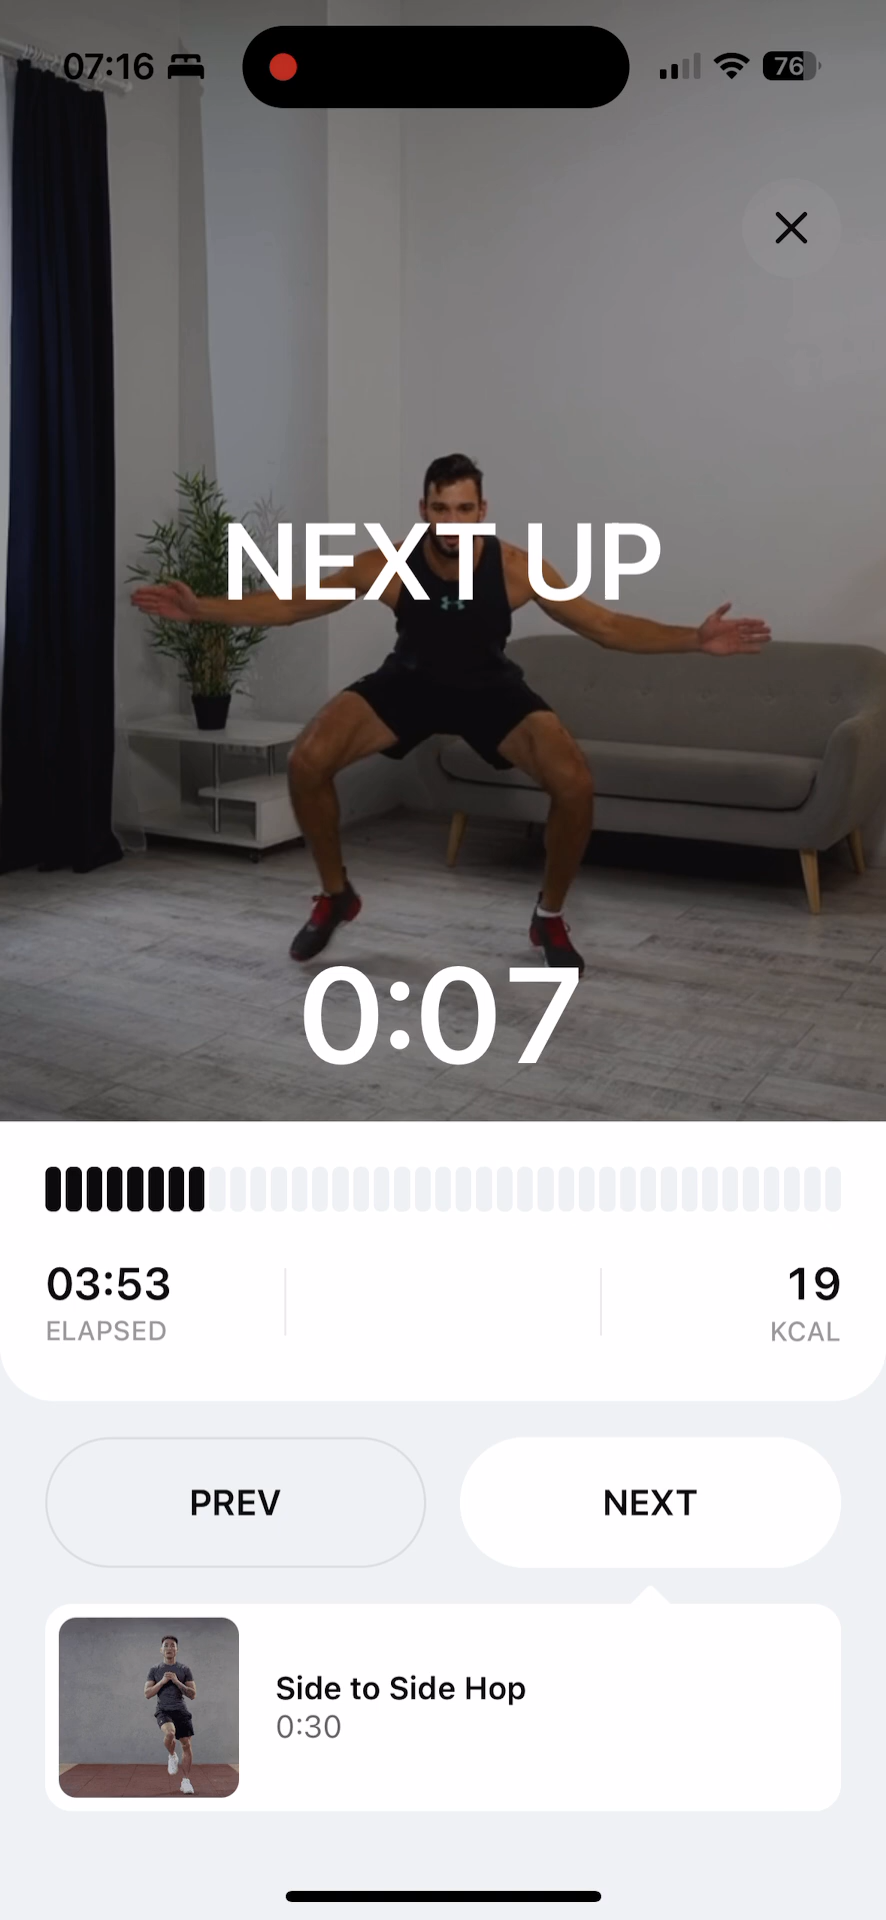 07:16
76
NEXT UP
0:07
03:53
19
ELAPSED
KCAL
PREV
NEXT
Side to Side Hop
0:30